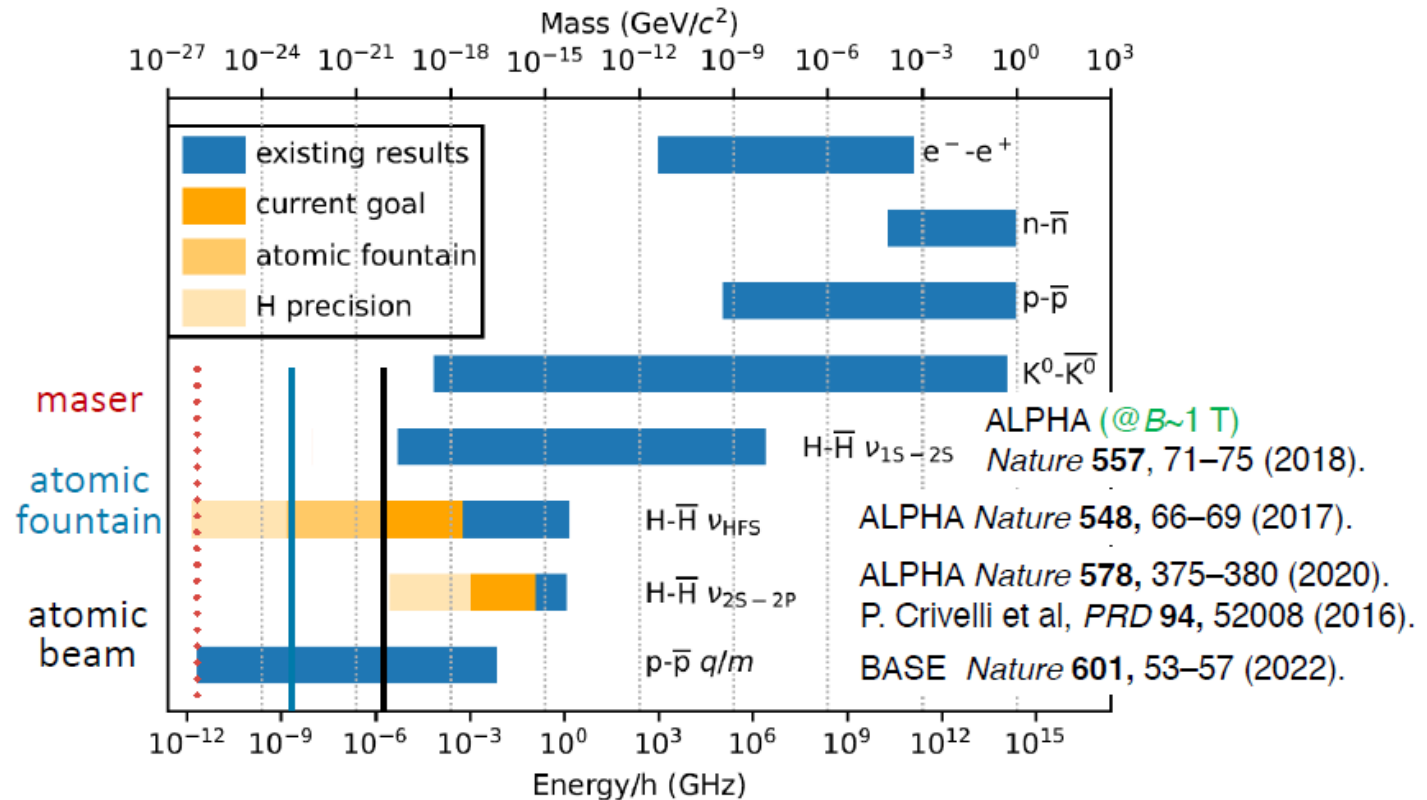 Mass (GeV/c²)
10⁻²⁷ 10⁻²⁴ 10⁻²¹ 10⁻¹⁸ 10⁻¹⁵ 10⁻¹² 10⁻⁹ 10⁻⁶ 10⁻³ 10⁰ 10³
existing results
current goal
atomic fountain
H precision
e⁻-e⁺
n-n̅
p-p̅
K⁰-K̅⁰
maser
ALPHA (@B~1 T)
H-H̅ ν1S−2S
Nature 557, 71–75 (2018).
atomic
fountain
H-H̅ νHFS
ALPHA Nature 548, 66–69 (2017).
H-H̅ ν2S−2P
ALPHA Nature 578, 375–380 (2020).
P. Crivelli et al, PRD 94, 52008 (2016).
atomic
beam
p-p̅ q/m
BASE Nature 601, 53–57 (2022).
10⁻¹² 10⁻⁹ 10⁻⁶ 10⁻³ 10⁰ 10³ 10⁶ 10⁹ 10¹² 10¹⁵
Energy/h (GHz)